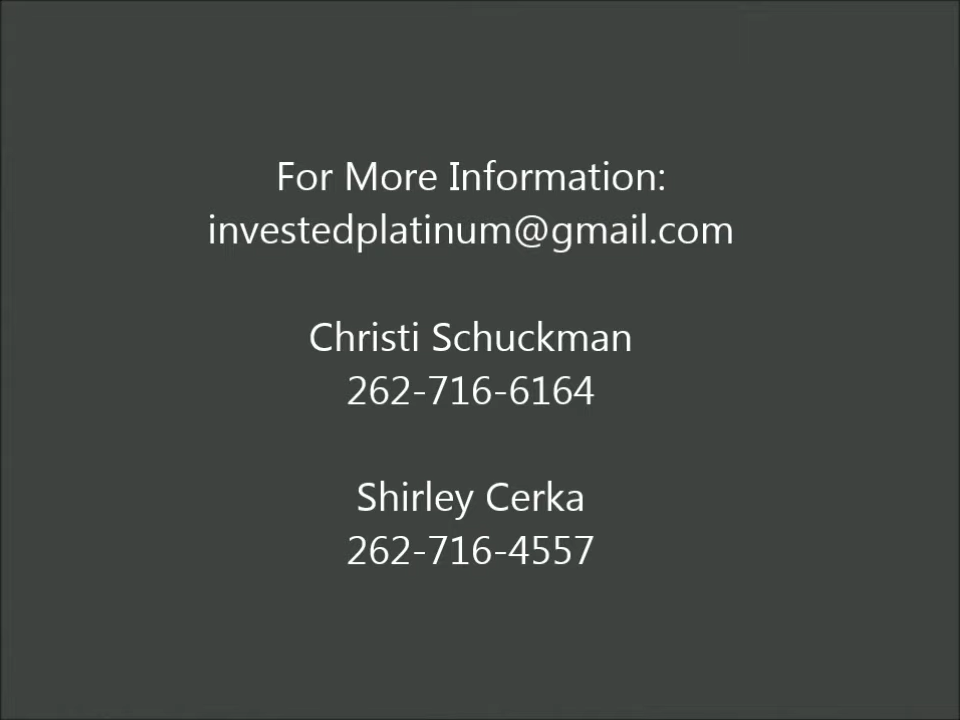 For More Information:
investedplatinum@gmail.com
Christi Schuckman
262-716-6164
Shirley Cerka
262-716-4557